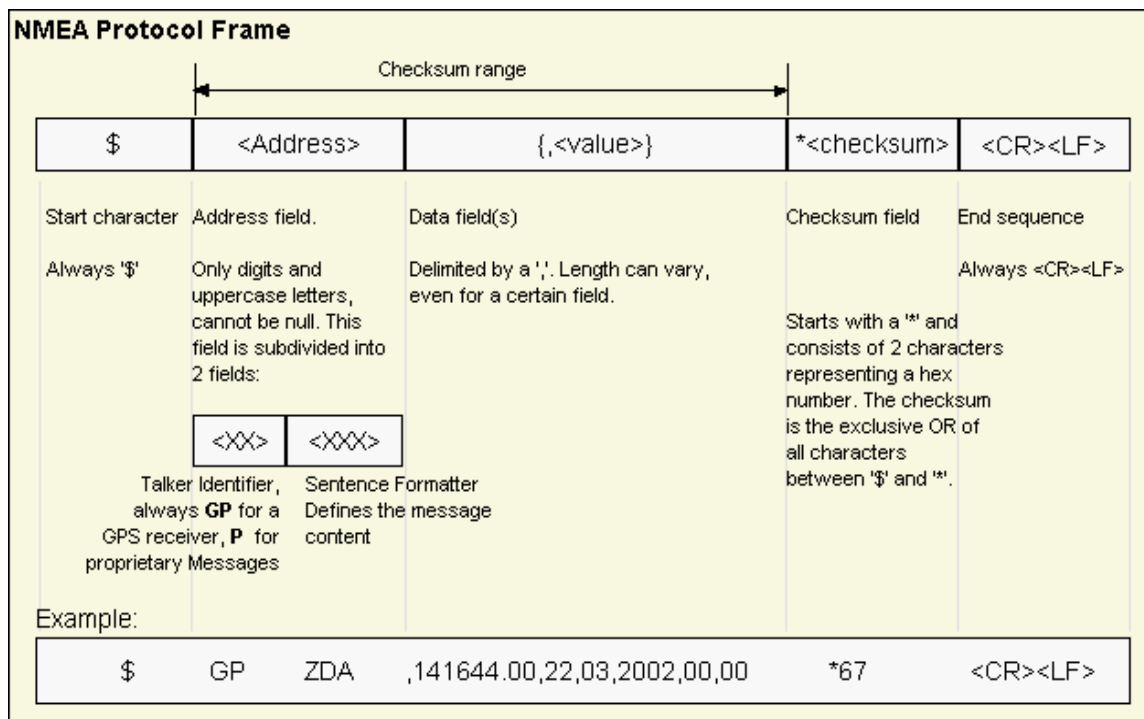 NMEA Protocol Frame
Checksum range
$ <Address> {,<value>} *<checksum> <CR><LF>
Start character
Always '$'
Address field.
Only digits and
uppercase letters,
cannot be null. This
field is subdivided into
2 fields:
<XX> <XXX>
Talker Identifier,
always GP for a
GPS receiver, P for
proprietary Messages
Sentence Formatter
Defines the message
content
Data field(s)
Delimited by a ','. Length can vary,
even for a certain field.
Checksum field
Starts with a '*' and
consists of 2 characters
representing a hex
number. The checksum
is the exclusive OR of
all characters
between '$' and '*'.
End sequence
Always <CR><LF>
Example:
$ GP ZDA ,141644.00,22,03,2002,00,00 *67 <CR><LF>